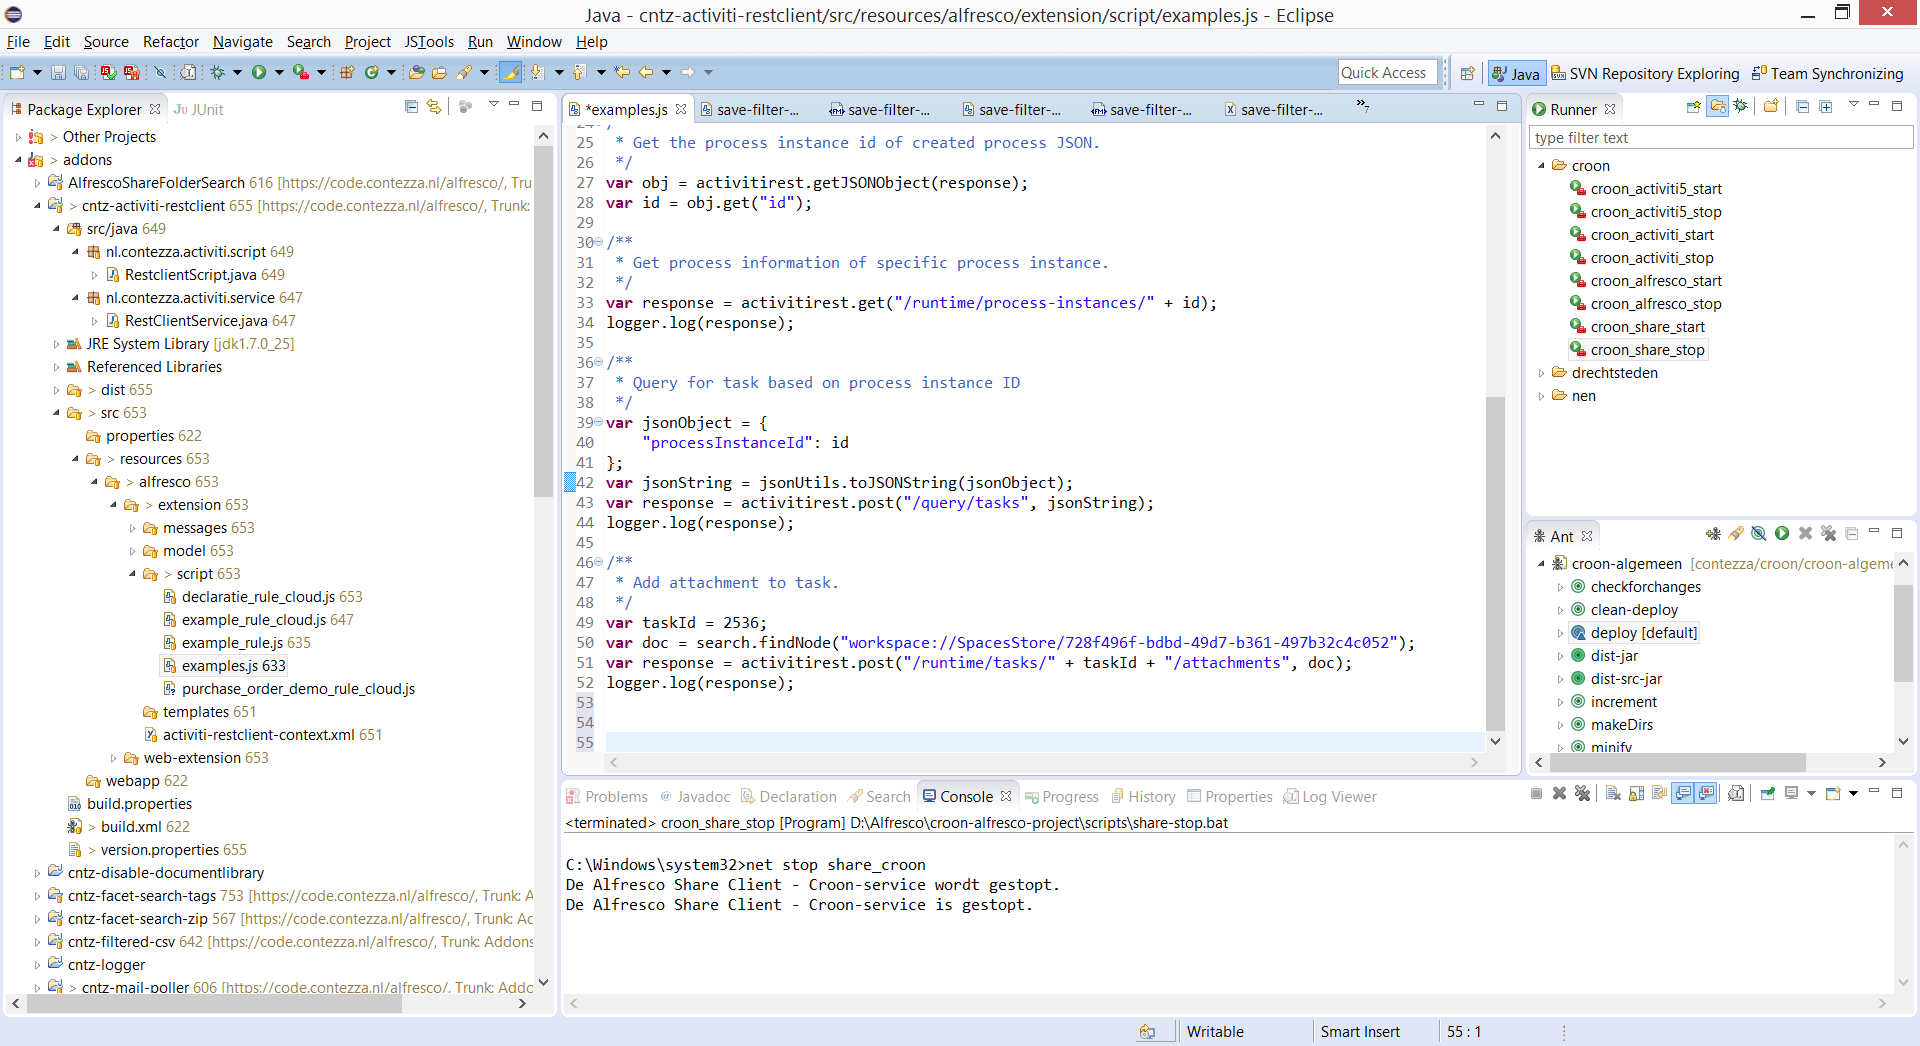 Java - cntz-activiti-restclient/src/resources/alfresco/extension/script/examples.js - Eclipse
File Edit Source Refactor Navigate Search Project JSTools Run Window Help
Quick Access
Java
SVN Repository Exploring
Team Synchronizing
Package Explorer
JUnit
> Other Projects
> addons
AlfrescoShareFolderSearch 616 [https://code.contezza.nl/alfresco/, Tru
> cntz-activiti-restclient 655 [https://code.contezza.nl/alfresco/, Trunk:
src/java 649
nl.contezza.activiti.script 649
RestclientScript.java 649
nl.contezza.activiti.service 647
RestClientService.java 647
JRE System Library [jdk1.7.0_25]
Referenced Libraries
> dist 655
> src 653
properties 622
> resources 653
> alfresco 653
> extension 653
messages 653
model 653
> script 653
declaratie_rule_cloud.js 653
example_rule_cloud.js 647
example_rule.js 635
examples.js 633
purchase_order_demo_rule_cloud.js
templates 651
activiti-restclient-context.xml 651
> web-extension 653
webapp 622
build.properties
> build.xml 622
> version.properties 655
cntz-disable-documentlibrary
cntz-facet-search-tags 753 [https://code.contezza.nl/alfresco/, Trunk: A
cntz-facet-search-zip 567 [https://code.contezza.nl/alfresco/, Trunk: Ac
cntz-filtered-csv 642 [https://code.contezza.nl/alfresco/, Trunk: Addons
cntz-logger
> cntz-mail-poller 606 [https://code.contezza.nl/alfresco/, Trunk: Addc
*examples.js
save-filter-...
save-filter-...
save-filter-...
save-filter-...
save-filter-...
»7
24 /
25  * Get the process instance id of created process JSON.
26  */
27 var obj = activitirest.getJSONObject(response);
28 var id = obj.get("id");
29
30 /**
31  * Get process information of specific process instance.
32  */
33 var response = activitirest.get("/runtime/process-instances/" + id);
34 logger.log(response);
35
36 /**
37  * Query for task based on process instance ID
38  */
39 var jsonObject = {
40     "processInstanceId": id
41 };
42 var jsonString = jsonUtils.toJSONString(jsonObject);
43 var response = activitirest.post("/query/tasks", jsonString);
44 logger.log(response);
45
46 /**
47  * Add attachment to task.
48  */
49 var taskId = 2536;
50 var doc = search.findNode("workspace://SpacesStore/728f496f-bdbd-49d7-b361-497b32c4c052");
51 var response = activitirest.post("/runtime/tasks/" + taskId + "/attachments", doc);
52 logger.log(response);
53
54
55
Runner
type filter text
croon
croon_activiti5_start
croon_activiti5_stop
croon_activiti_start
croon_activiti_stop
croon_alfresco_start
croon_alfresco_stop
croon_share_start
croon_share_stop
drechtsteden
nen
Ant
croon-algemeen [contezza/croon/croon-algeme
checkforchanges
clean-deploy
deploy [default]
dist-jar
dist-src-jar
increment
makeDirs
minify
Problems
@ Javadoc
Declaration
Search
Console
Progress
History
Properties
Log Viewer
<terminated> croon_share_stop [Program] D:\Alfresco\croon-alfresco-project\scripts\share-stop.bat
C:\Windows\system32>net stop share_croon
De Alfresco Share Client - Croon-service wordt gestopt.
De Alfresco Share Client - Croon-service is gestopt.
Writable
Smart Insert
55 : 1